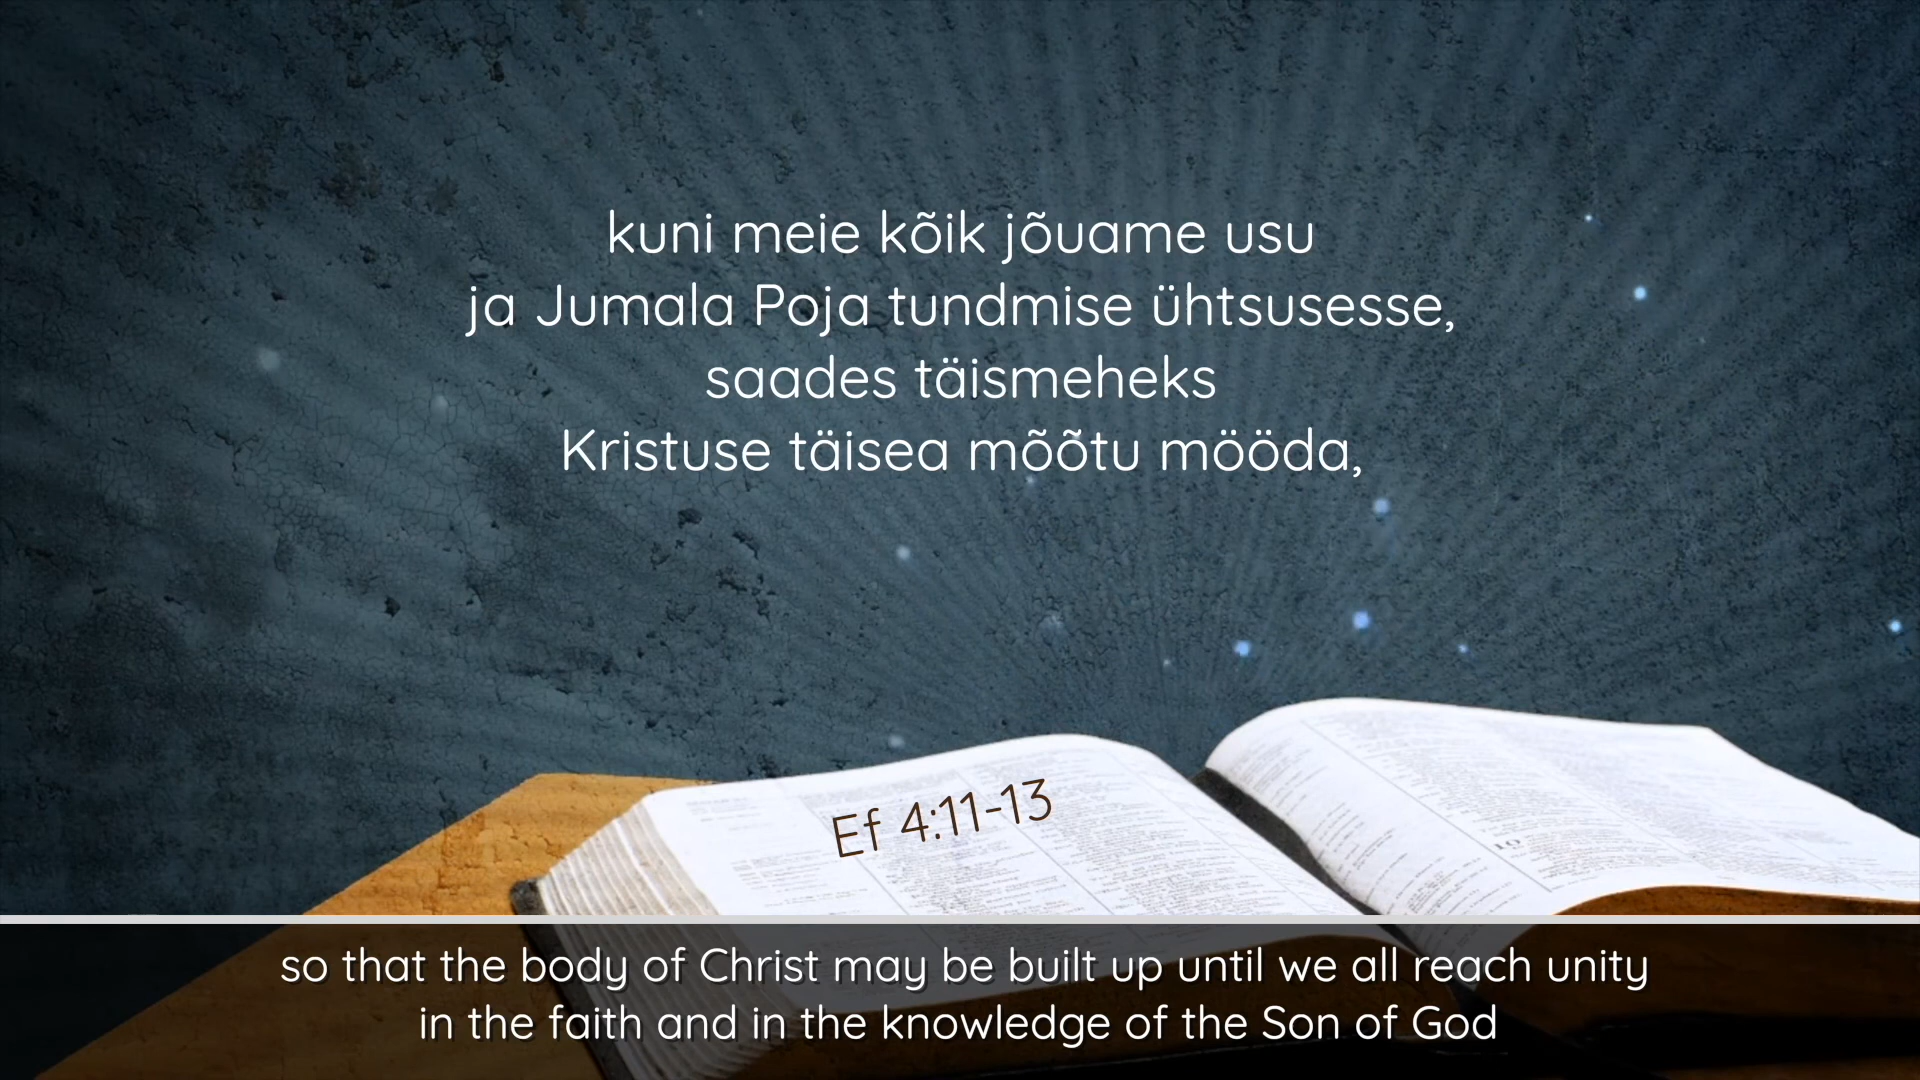 kuni meie kõik jõuame usu
ja Jumala Poja tundmise ühtsusesse,
saades täismeheks
Kristuse täisea mõõtu mööda,
Ef 4:11-13
so that the body of Christ may be built up until we all reach unity
in the faith and in the knowledge of the Son of God